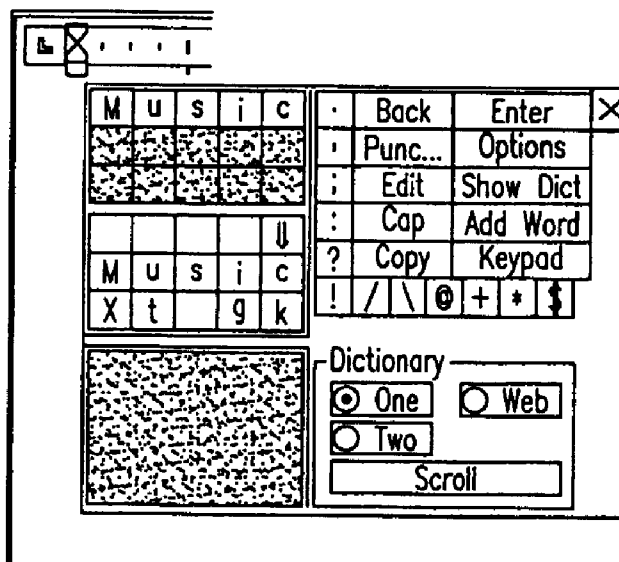 L
M u s i c
⇓
M u s i c
X t g k
. Back Enter X
' Punc... Options
; Edit Show Dict
: Cap Add Word
? Copy Keypad
! / \ @ + * $
Dictionary
One Web
Two
Scroll